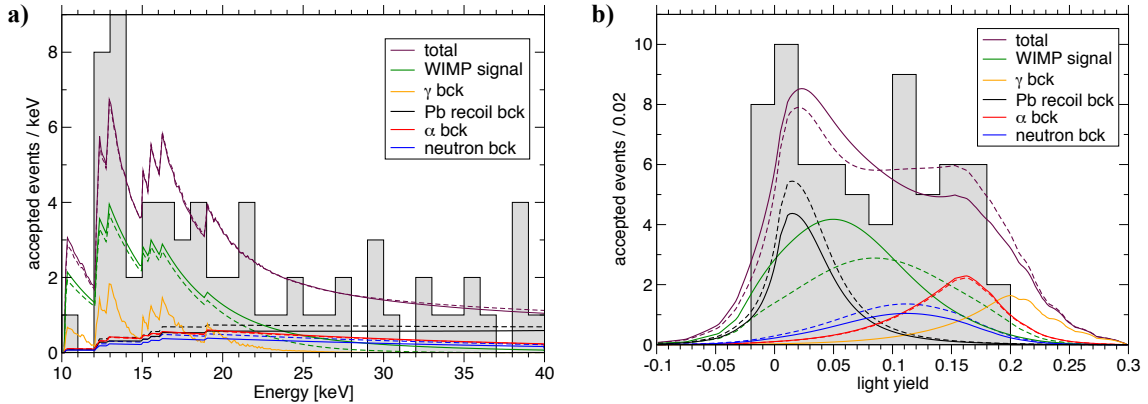 a)
accepted events / keV
8
6
4
2
0
total
WIMP signal
γ bck
Pb recoil bck
α bck
neutron bck
10 15 20 25 30 35 40
Energy [keV]
b)
accepted events / 0.02
10
8
6
4
2
0
total
WIMP signal
γ bck
Pb recoil bck
α bck
neutron bck
-0.1 -0.05 0 0.05 0.1 0.15 0.2 0.25 0.3
light yield